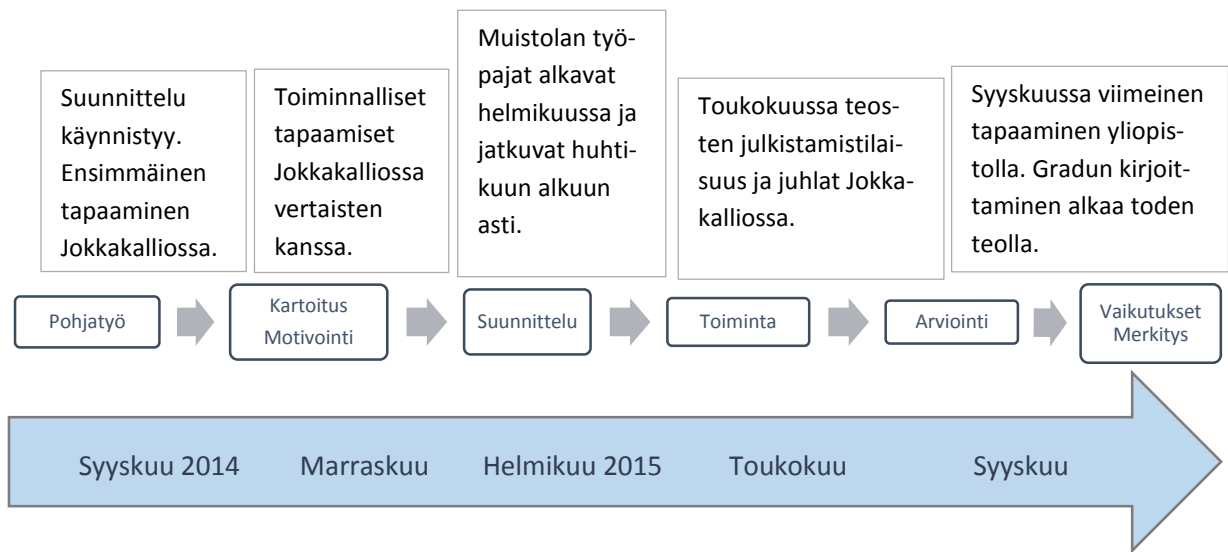 Suunnittelu
käynnistyy.
Ensimmäinen
tapaaminen
Jokkakalliossa.
Toiminnalliset
tapaamiset
Jokkakalliossa
vertaisten
kanssa.
Muistolan työ-
pajat alkavat
helmikuussa ja
jatkuvat huhti-
kuun alkuun
asti.
Toukokuussa teos-
ten julkistamistilai-
suus ja juhlat Jokka-
kalliossa.
Syyskuussa viimeinen
tapaaminen yliopis-
tolla. Gradun kirjoit-
taminen alkaa toden
teolla.
Pohjatyö
Kartoitus
Motivointi
Suunnittelu
Toiminta
Arviointi
Vaikutukset
Merkitys
Syyskuu 2014
Marraskuu
Helmikuu 2015
Toukokuu
Syyskuu